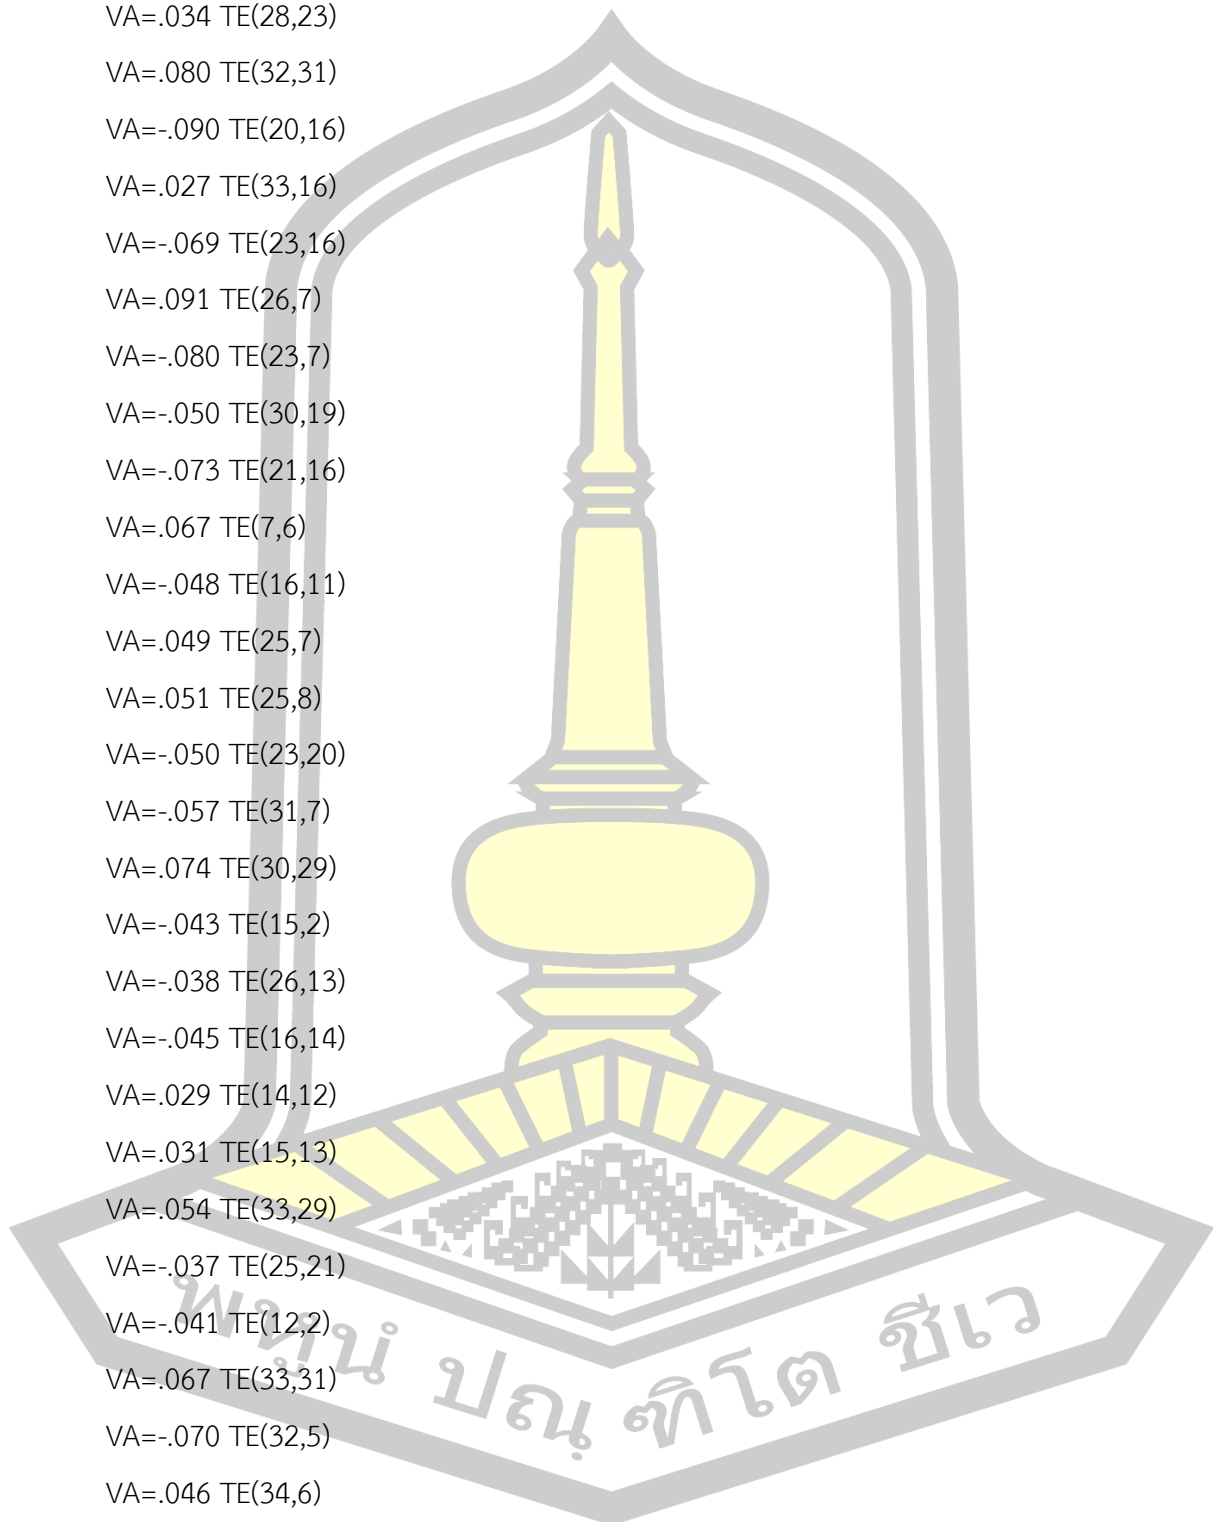 VA=.034 TE(28,23)
VA=.080 TE(32,31)
VA=-.090 TE(20,16)
VA=.027 TE(33,16)
VA=-.069 TE(23,16)
VA=.091 TE(26,7)
VA=-.080 TE(23,7)
VA=-.050 TE(30,19)
VA=-.073 TE(21,16)
VA=.067 TE(7,6)
VA=-.048 TE(16,11)
VA=.049 TE(25,7)
VA=.051 TE(25,8)
VA=-.050 TE(23,20)
VA=-.057 TE(31,7)
VA=.074 TE(30,29)
VA=-.043 TE(15,2)
VA=-.038 TE(26,13)
VA=-.045 TE(16,14)
VA=.029 TE(14,12)
VA=.031 TE(15,13)
VA=.054 TE(33,29)
VA=-.037 TE(25,21)
VA=-.041 TE(12,2)
VA=.067 TE(33,31)
VA=-.070 TE(32,5)
VA=.046 TE(34,6)
พหูนํ ปณฺ ฑิโต ชีเว